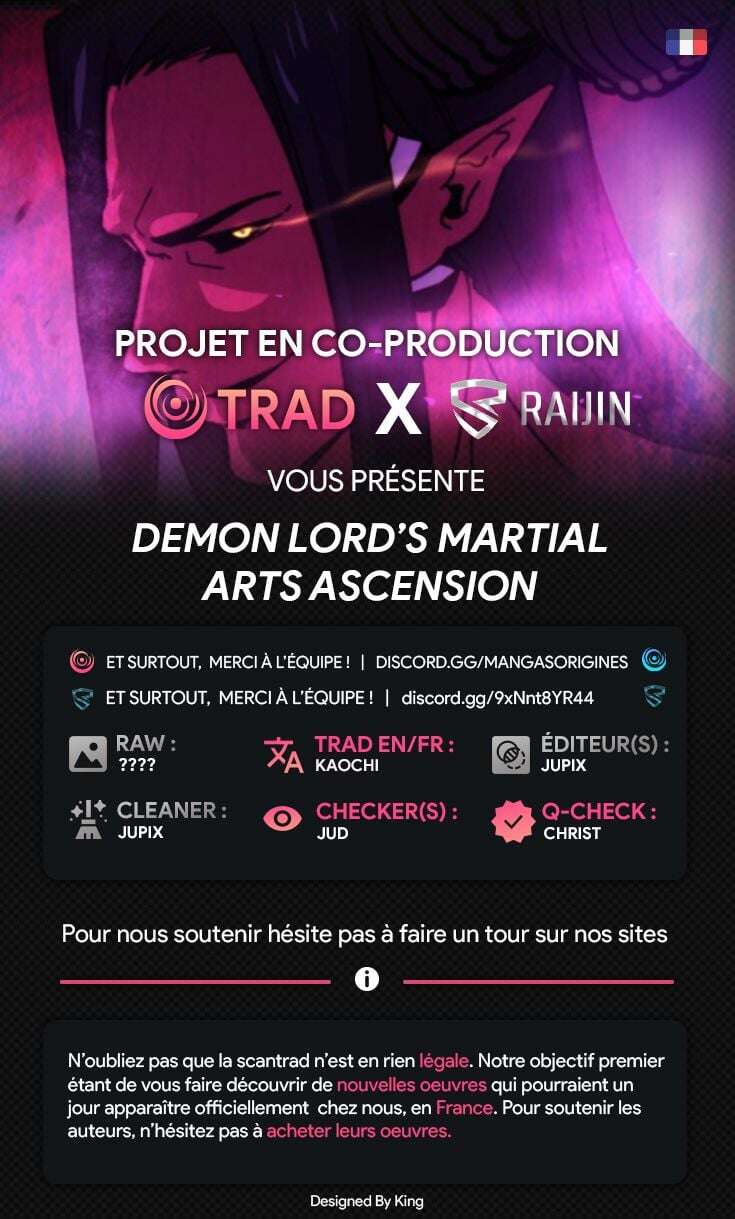 PROJET EN CO-PRODUCTION
TRAD X RAIJIN
VOUS PRÉSENTE
DEMON LORD'S MARTIAL
ARTS ASCENSION
ET SURTOUT, MERCI À L'ÉQUIPE ! | DISCORD.GG/MANGASORIGINES
ET SURTOUT, MERCI À L'ÉQUIPE ! | discord.gg/9xNnt8YR44
RAW :
????
TRAD EN/FR :
KAOCHI
ÉDITEUR(S) :
JUPIX
CLEANER :
JUPIX
CHECKER(S) :
JUD
Q-CHECK :
CHRIST
Pour nous soutenir hésite pas à faire un tour sur nos sites
N'oubliez pas que la scantrad n'est en rien légale. Notre objectif premier
étant de vous faire découvrir de nouvelles oeuvres qui pourraient un
jour apparaître officiellement chez nous, en France. Pour soutenir les
auteurs, n'hésitez pas à acheter leurs oeuvres.
Designed By King